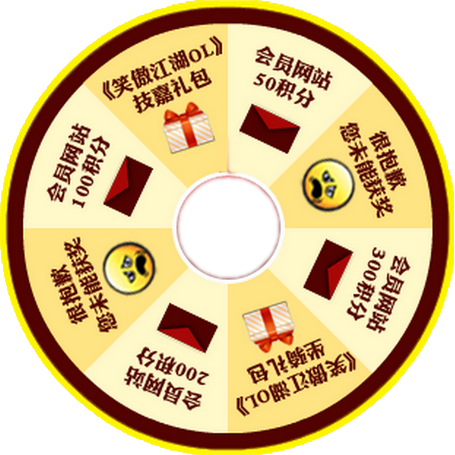 《笑傲江湖OL》
技嘉礼包
会员网站
50积分
很抱歉
您未能获奖
会员网站
300积分
《笑傲江湖OL》
坐骑礼包
会员网站
200积分
很抱歉
您未能获奖
会员网站
100积分